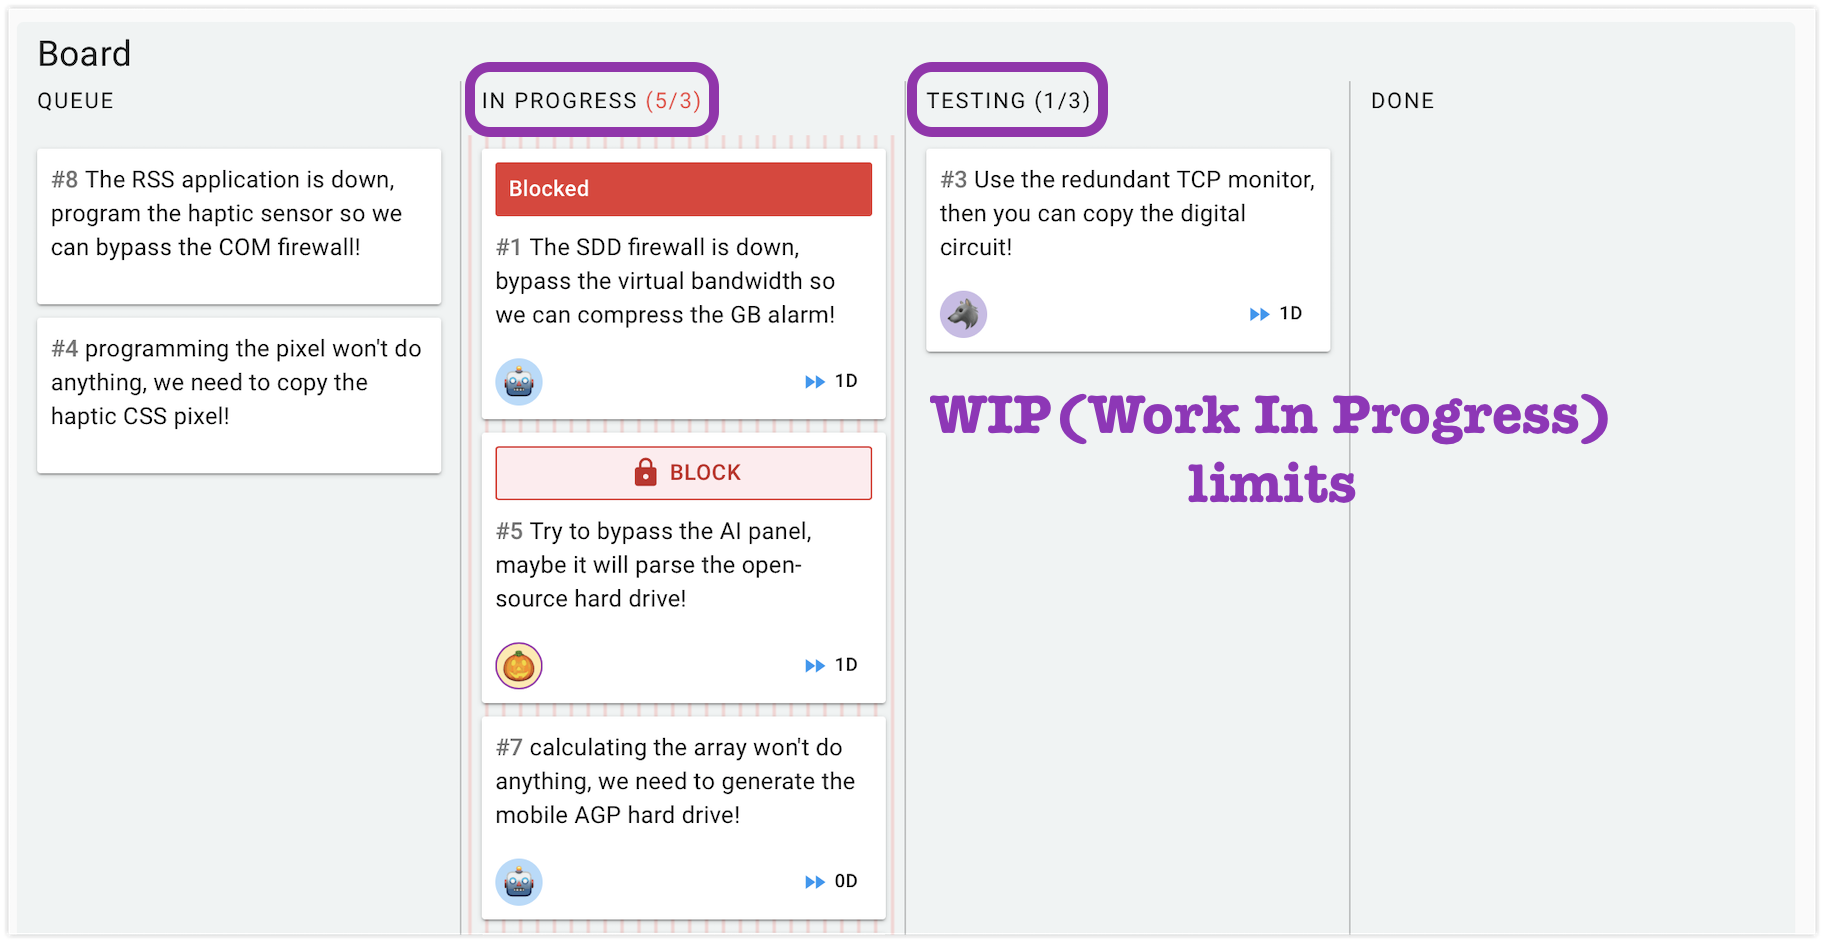 Board
QUEUE
#8 The RSS application is down,
program the haptic sensor so we
can bypass the COM firewall!
#4 programming the pixel won't do
anything, we need to copy the
haptic CSS pixel!
IN PROGRESS (5/3)
Blocked
#1 The SDD firewall is down,
bypass the virtual bandwidth so
we can compress the GB alarm!
1D
BLOCK
#5 Try to bypass the AI panel,
maybe it will parse the open-
source hard drive!
1D
#7 calculating the array won't do
anything, we need to generate the
mobile AGP hard drive!
0D
TESTING (1/3)
#3 Use the redundant TCP monitor,
then you can copy the digital
circuit!
1D
WIP(Work In Progress)
limits
DONE